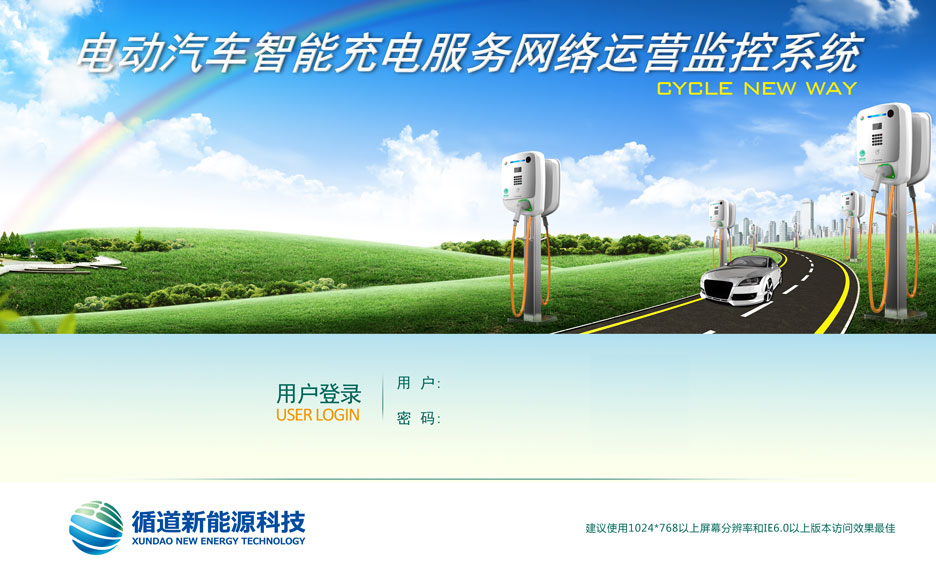 电动汽车智能充电服务网络运营监控系统
CYCLE NEW WAY
用户登录
USER LOGIN
用 户:
密 码:
循道新能源科技
XUNDAO NEW ENERGY TECHNOLOGY
建议使用1024*768以上屏幕分辨率和IE6.0以上版本访问效果最佳